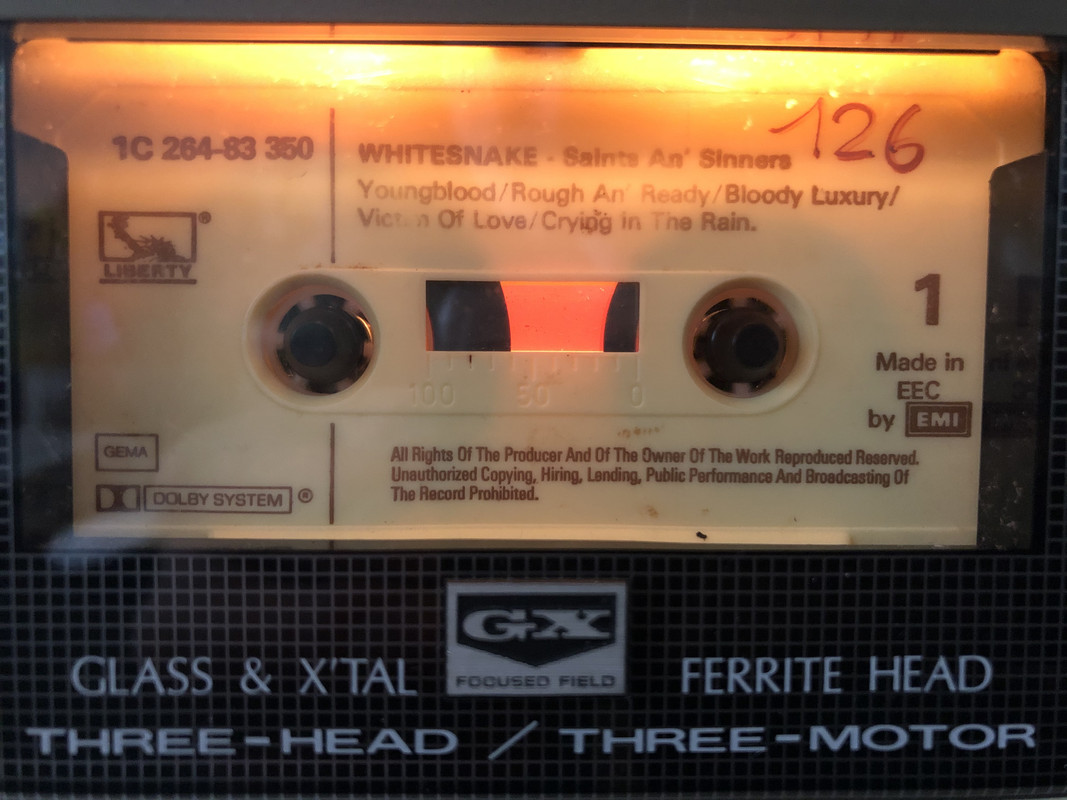 1C 264-83 350
WHITESNAKE - Saints An' Sinners
126
Youngblood/Rough An' Ready/Bloody Luxury/
Victim Of Love/Crying In The Rain.
LIBERTY®
1
100 50 0
Made in
EEC
by EMI
GEMA
DOLBY SYSTEM ®
All Rights Of The Producer And Of The Owner Of The Work Reproduced Reserved.
Unauthorized Copying, Hiring, Lending, Public Performance And Broadcasting Of
The Record Prohibited.
GX
FOCUSED FIELD
GLASS & X'TAL FERRITE HEAD
THREE-HEAD / THREE-MOTOR